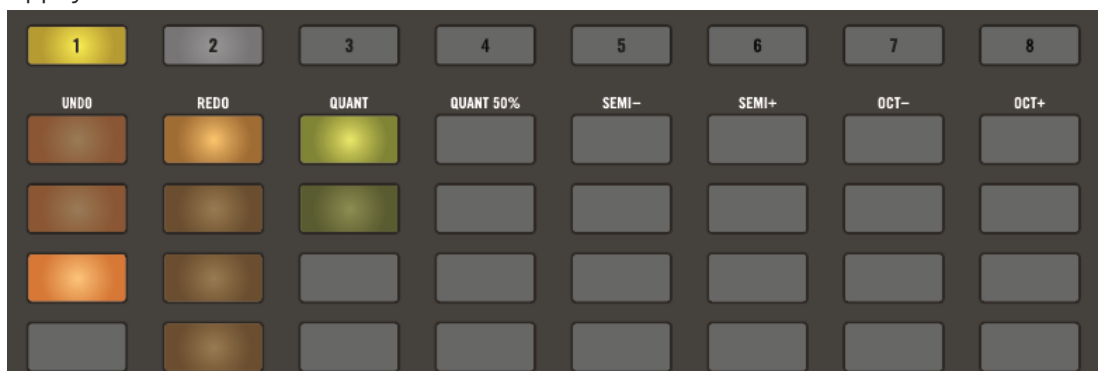 1 2 3 4 5 6 7 8
UNDO REDO QUANT QUANT 50% SEMI– SEMI+ OCT– OCT+